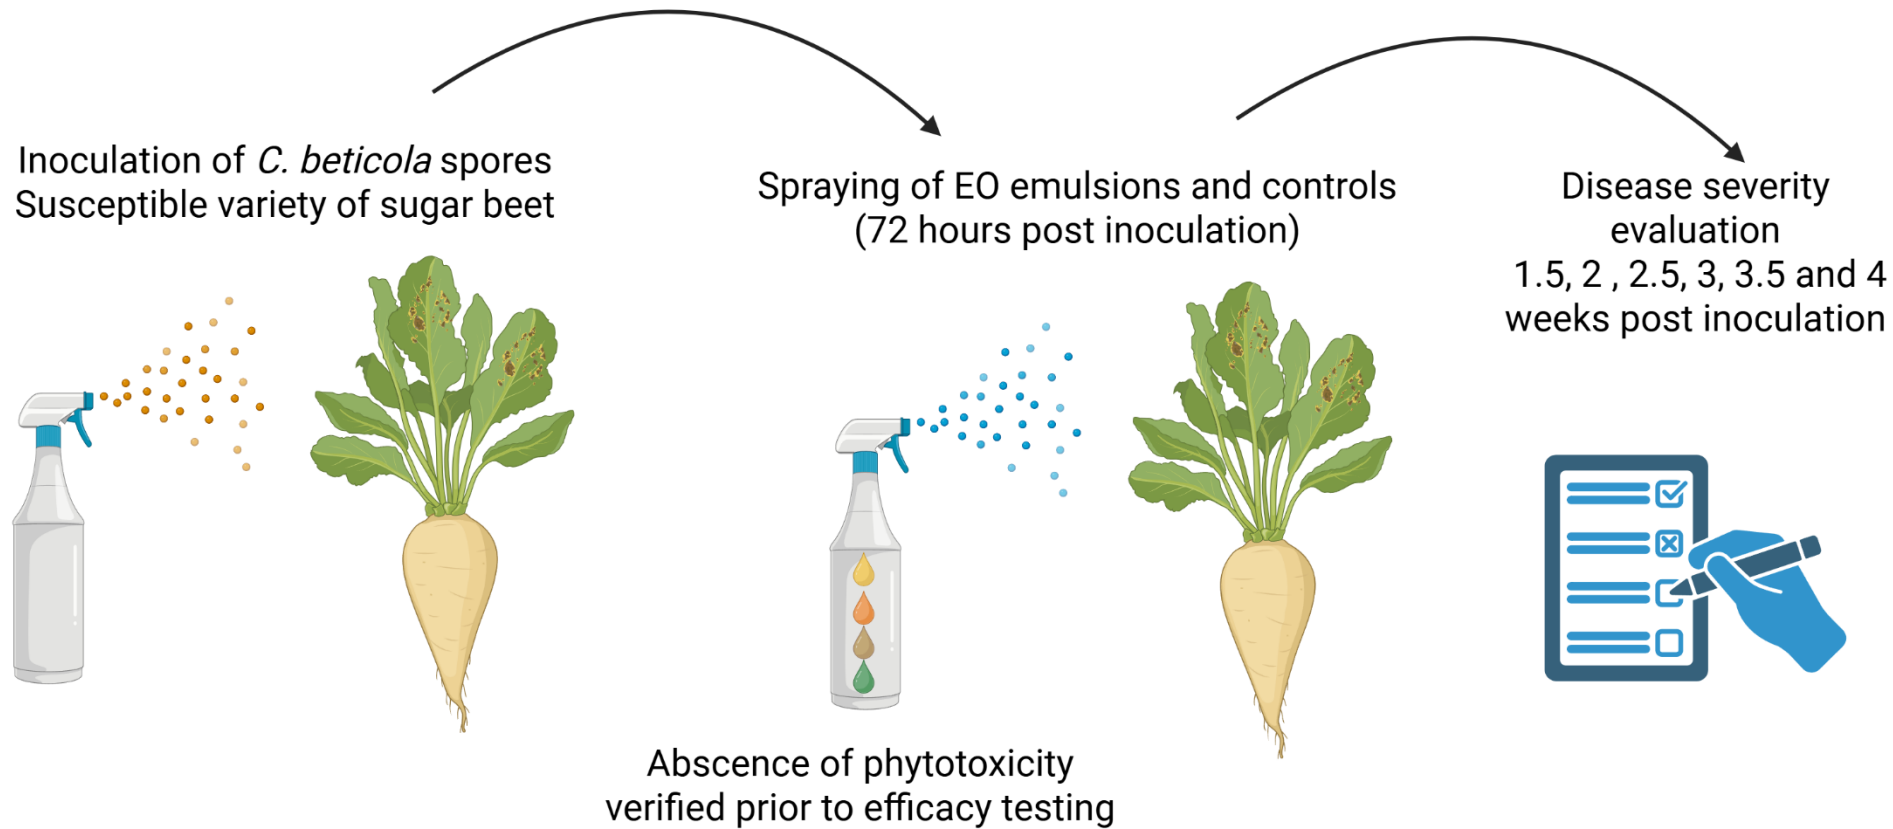 Inoculation of C. beticola spores
Susceptible variety of sugar beet
Spraying of EO emulsions and controls
(72 hours post inoculation)
Disease severity
evaluation
1.5, 2 , 2.5, 3, 3.5 and 4
weeks post inoculation
Abscence of phytotoxicity
verified prior to efficacy testing